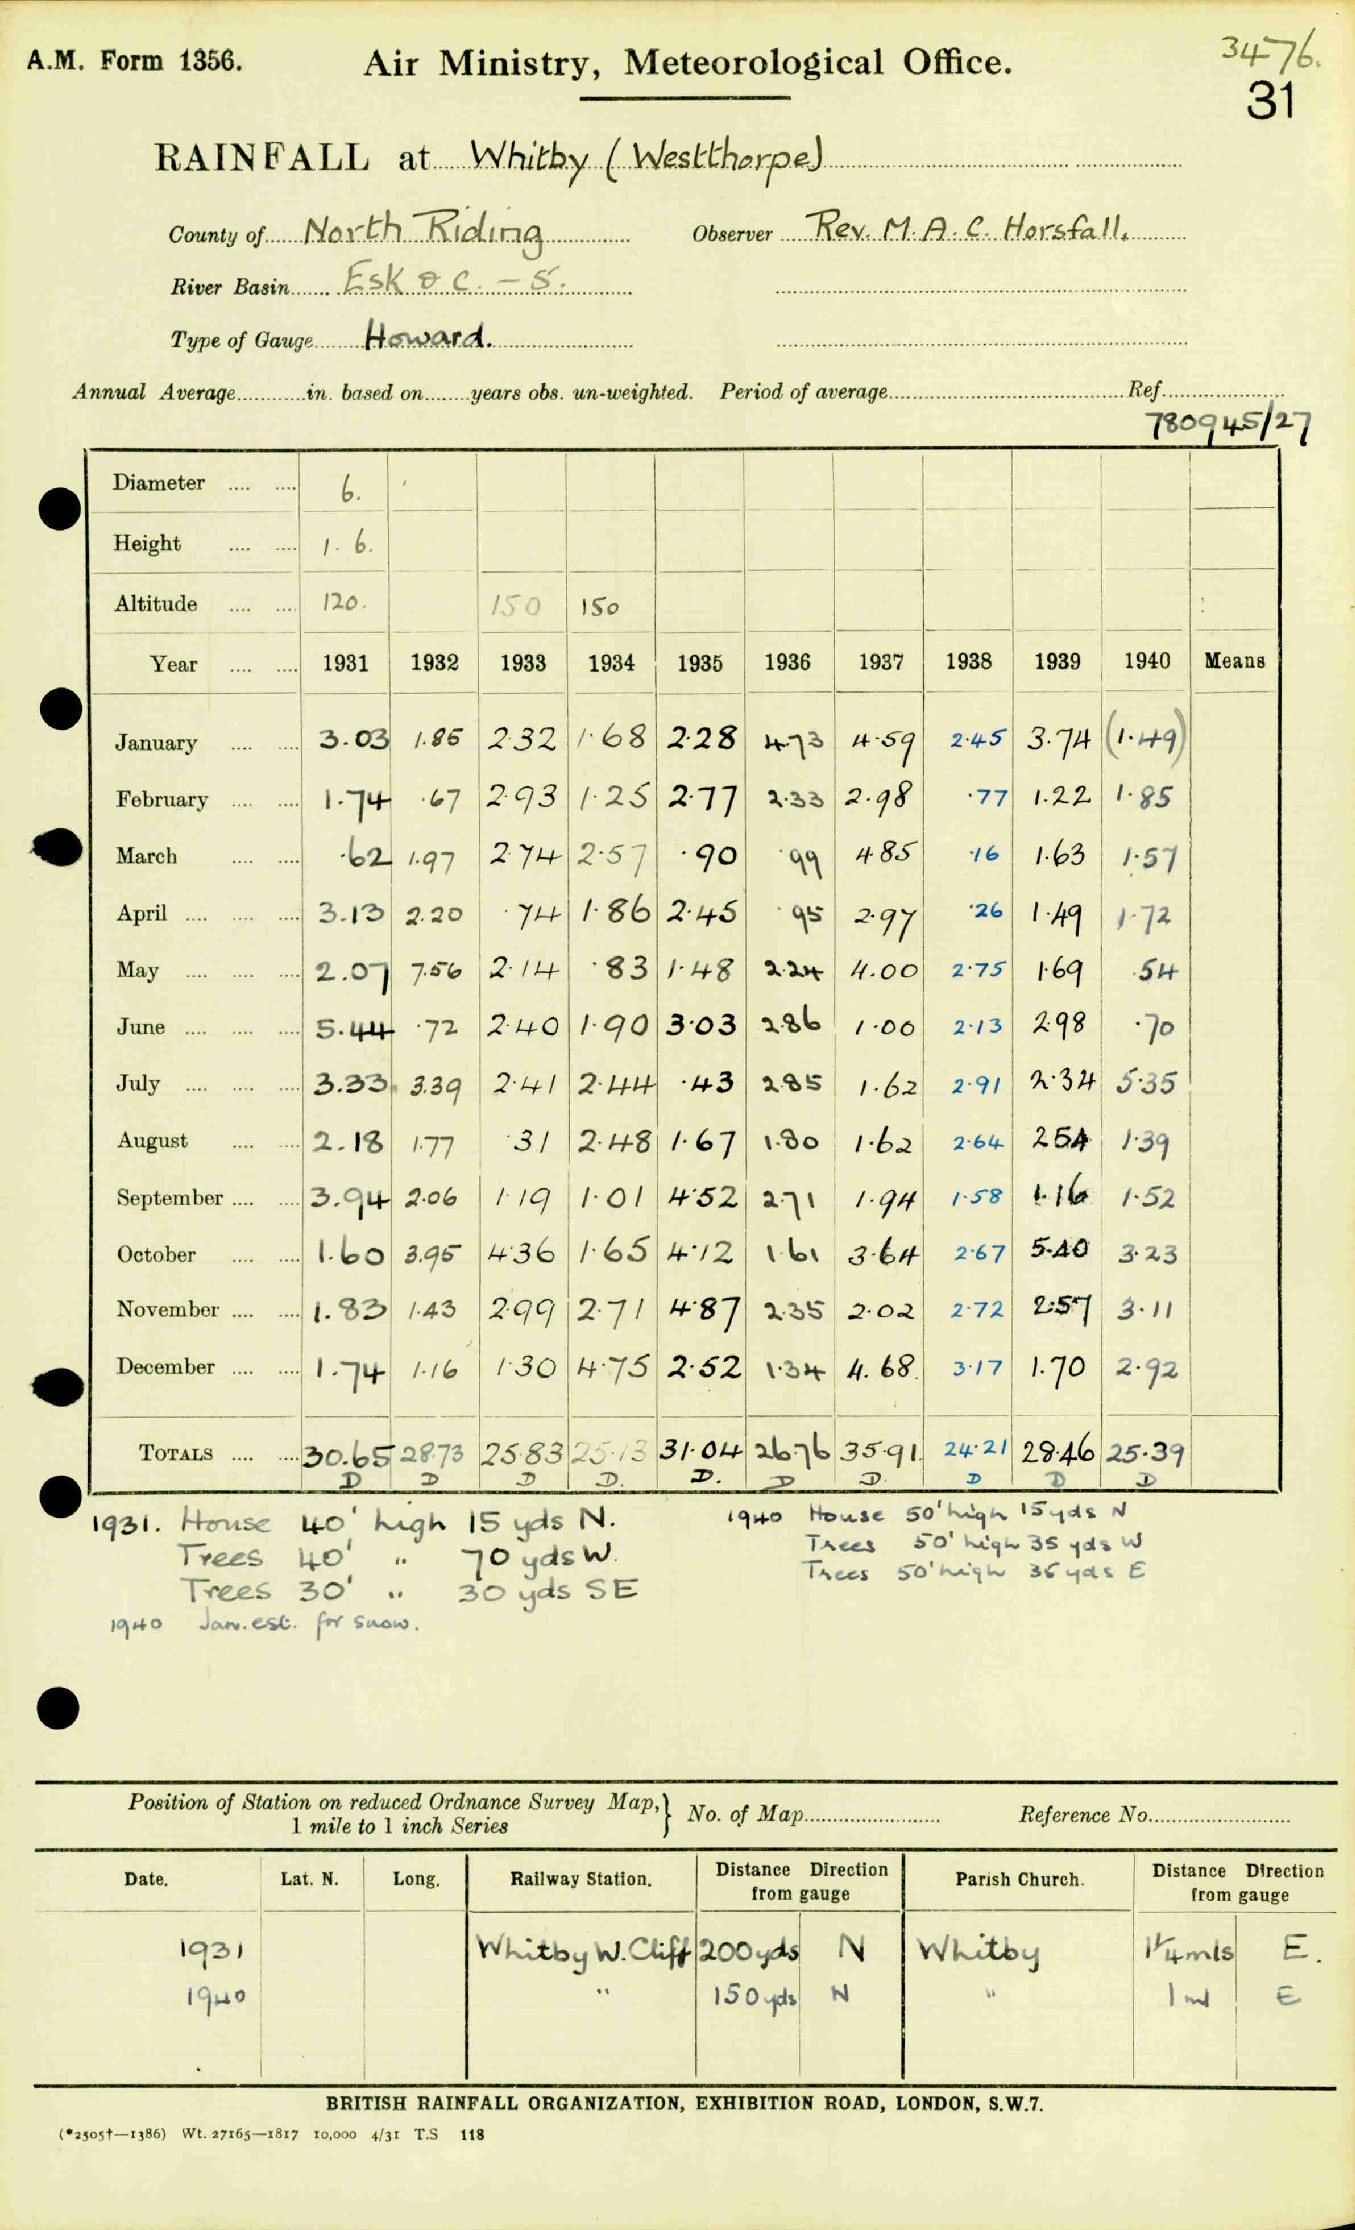 A.M. Form 1356.
Air Ministry, Meteorological Office.
3476.
31
RAINFALL at Whitby (Westthorpe)
County of North Riding Observer Rev. M. A. C. Horsfall.
River Basin Esk & C. - 5.
Type of Gauge Howard.
Annual Average in. based on years obs. un-weighted. Period of average Ref.
780945/27
Diameter 6.
Height 1. 6.
Altitude 120. 150 150
Year 1931 1932 1933 1934 1935 1936 1937 1938 1939 1940 Means
January 3.03 1.85 2.32 1.68 2.28 4.73 4.59 2.45 3.74 (1.49)
February 1.74 .67 2.93 1.25 2.77 2.33 2.98 .77 1.22 1.85
March .62 1.97 2.74 2.57 .90 .99 4.85 .16 1.63 1.57
April 3.13 2.20 .74 1.86 2.45 .95 2.97 .26 1.49 1.72
May 2.07 7.56 2.14 .83 1.48 2.24 4.00 2.75 1.69 .54
June 5.44 .72 2.40 1.90 3.03 2.86 1.00 2.13 2.98 .70
July 3.33 3.39 2.41 2.44 .43 2.85 1.62 2.91 2.34 5.35
August 2.18 1.77 .31 2.48 1.67 1.80 1.62 2.64 2.54 1.39
September 3.94 2.06 1.19 1.01 4.52 2.71 1.94 1.58 1.16 1.52
October 1.60 3.95 4.36 1.65 4.12 1.61 3.64 2.67 5.40 3.23
November 1.83 1.43 2.99 2.71 4.87 2.35 2.02 2.72 2.57 3.11
December 1.74 1.16 1.30 4.75 2.52 1.34 4.68 3.17 1.70 2.92
TOTALS 30.65 28.73 25.83 25.13 31.04 26.76 35.91 24.21 28.46 25.39
D D D D. D. D D D D D
1931. House 40' high 15 yds N.
Trees 40' " 70 yds W.
Trees 30' " 30 yds SE
1940 Jan. est. for snow.
1940 House 50' high 15 yds N
Trees 50' high 35 yds W
Trees 50' high 35 yds E
Position of Station on reduced Ordnance Survey Map, 1 mile to 1 inch Series } No. of Map Reference No.
Date. Lat. N. Long. Railway Station. Distance Direction from gauge Parish Church. Distance Direction from gauge
1931 Whitby W. Cliff 200 yds N Whitby 1¼ mls E.
1940 " 150 yds N " 1 ml E
BRITISH RAINFALL ORGANIZATION, EXHIBITION ROAD, LONDON, S.W.7.
(*2505†—1386) Wt. 27165—1817 10,000 4/31 T.S 118